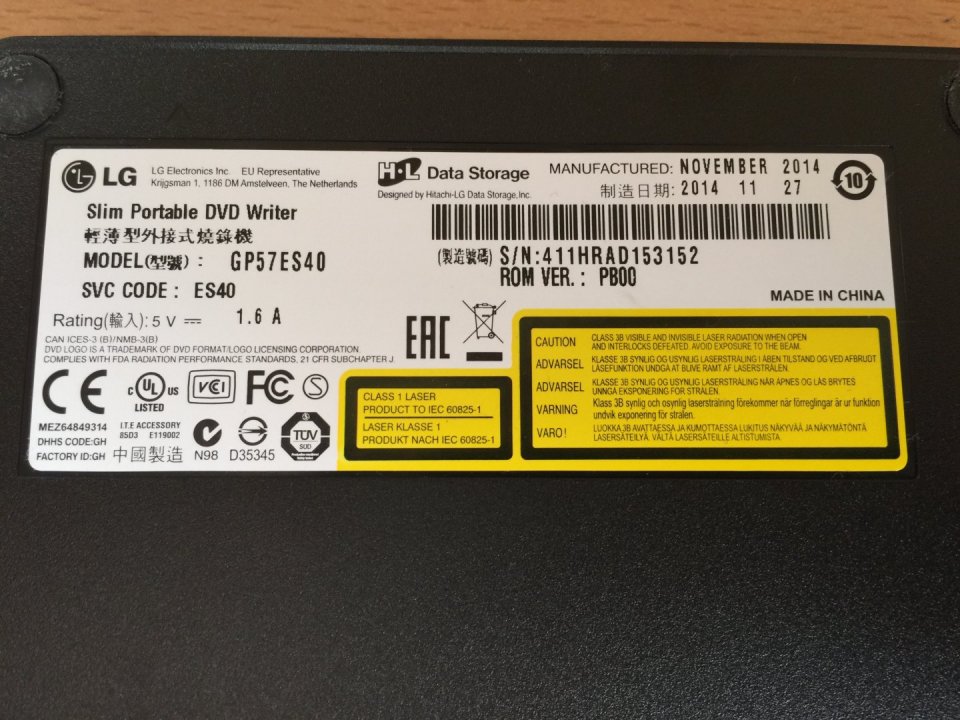 LG
LG Electronics Inc. EU Representative
Krijgsman 1, 1186 DM Amstelveen, The Netherlands
H·L Data Storage
Designed by Hitachi-LG Data Storage, Inc.
MANUFACTURED: NOVEMBER 2014
制造日期: 2014 11 27
10
Slim Portable DVD Writer
輕薄型外接式燒錄機
MODEL(型號) : GP57ES40
SVC CODE : ES40
(製造號碼) S/N:411HRAD153152
ROM VER. : PB00
MADE IN CHINA
Rating(輸入): 5 V 1.6 A
CAN ICES-3 (B)/NMB-3(B)
DVD LOGO IS A TRADEMARK OF DVD FORMAT/LOGO LICENSING CORPORATION
COMPLIES WITH FDA RADIATION PERFORMANCE STANDARDS, 21 CFR SUBCHAPTER J.
EAC
CE
c UL US
LISTED
VCI
FC
S
MEZ64849314
DHHS CODE:GH
FACTORY ID:GH
I.T.E ACCESSORY
85D3 E119002
中國製造
N98
D35345
TÜV
SÜD
CLASS 1 LASER
PRODUCT TO IEC 60825-1
LASER KLASSE 1
PRODUKT NACH IEC 60825-1
CAUTION CLASS 3B VISIBLE AND INVISIBLE LASER RADIATION WHEN OPEN
AND INTERLOCKS DEFEATED. AVOID EXPOSURE TO THE BEAM.
ADVARSEL KLASSE 3B SYNLIG OG USYNLIG LASERSTRÅLING I ÅBEN TILSTAND OG VED AFBRUDT
LÅSEFUNKTION UNDGA AT BLIVE RAMT AF LASERSTRÅLEN.
ADVARSEL KLASSE 3B SYNLIG OG USYNLIG LASERSTRÅLING NÅR ÅPNES OG LÅS BRYTES
UNNGA EKSPONERING FOR STRÅLEN.
VARNING Klass 3B synlig och osynlig laserstrålning förekommer när förreglingar är ur funktion
undvik exponering för strålen.
VARO! LUOKKA 3B AVATTAESSA JA KUMOTTAESSA LUKITUS NÄKYVÄÄ JA NÄKYMÄTÖNTÄ
LASERSÄTEILYÄ, VÄLTÄ LASERSÄTEILLE ALTISTUMISTA.